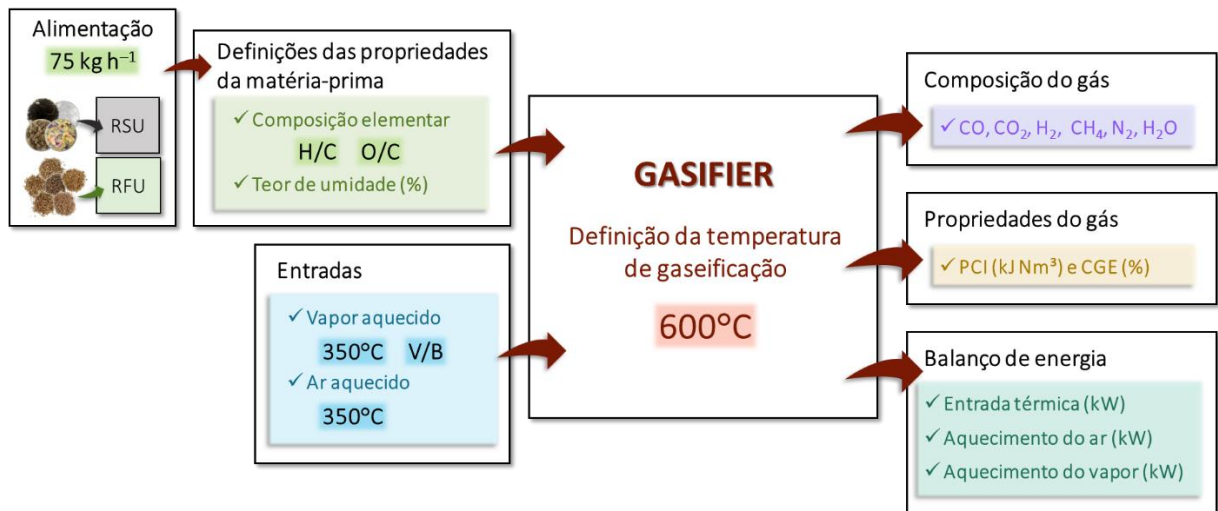 Alimentação
75 kg h⁻¹
RSU
RFU
Definições das propriedades
da matéria-prima
✓ Composição elementar
H/C O/C
✓ Teor de umidade (%)
Entradas
✓ Vapor aquecido
350°C V/B
✓ Ar aquecido
350°C
GASIFIER
Definição da temperatura
de gaseificação
600°C
Composição do gás
✓ CO, CO₂, H₂, CH₄, N₂, H₂O
Propriedades do gás
✓ PCI (kJ Nm³) e CGE (%)
Balanço de energia
✓ Entrada térmica (kW)
✓ Aquecimento do ar (kW)
✓ Aquecimento do vapor (kW)